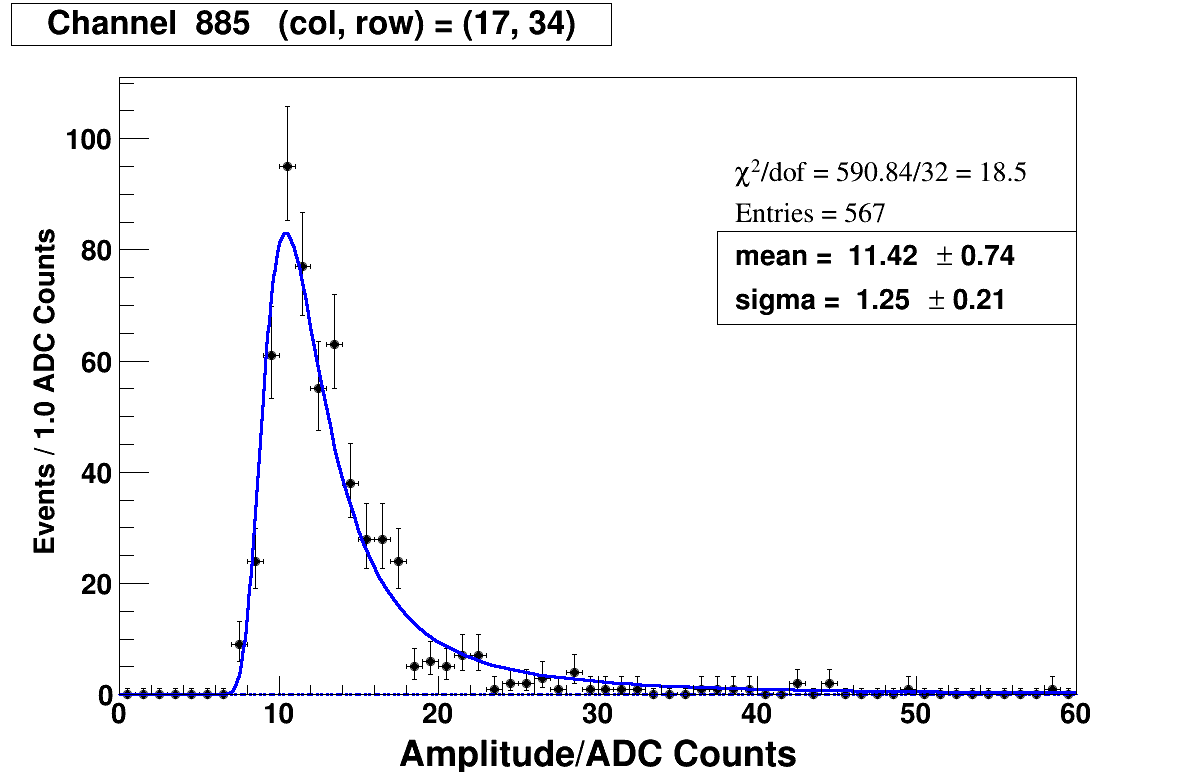 Channel 885 (col, row) = (17, 34)
χ²/dof = 590.84/32 = 18.5
Entries = 567
mean = 11.42 ± 0.74
sigma = 1.25 ± 0.21
Events / 1.0 ADC Counts
100
80
60
40
20
0
0 10 20 30 40 50 60
Amplitude/ADC Counts